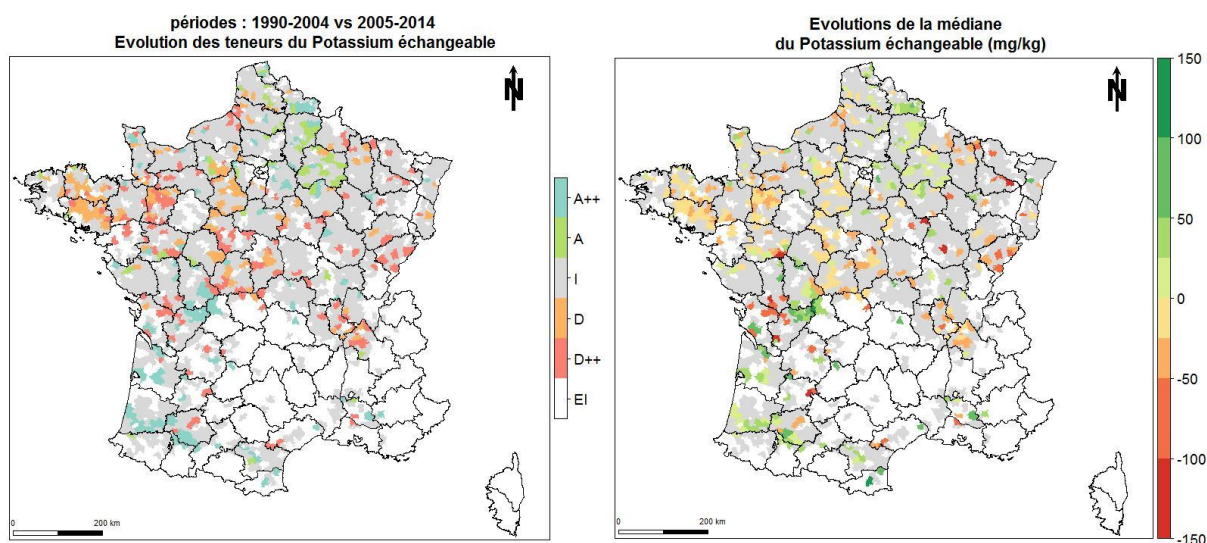 périodes : 1990-2004 vs 2005-2014
Evolution des teneurs du Potassium échangeable
N
A++
A
I
D
D++
EI
0 200 km
Evolutions de la médiane
du Potassium échangeable (mg/kg)
N
150
100
50
0
-50
-100
-150
0 200 km